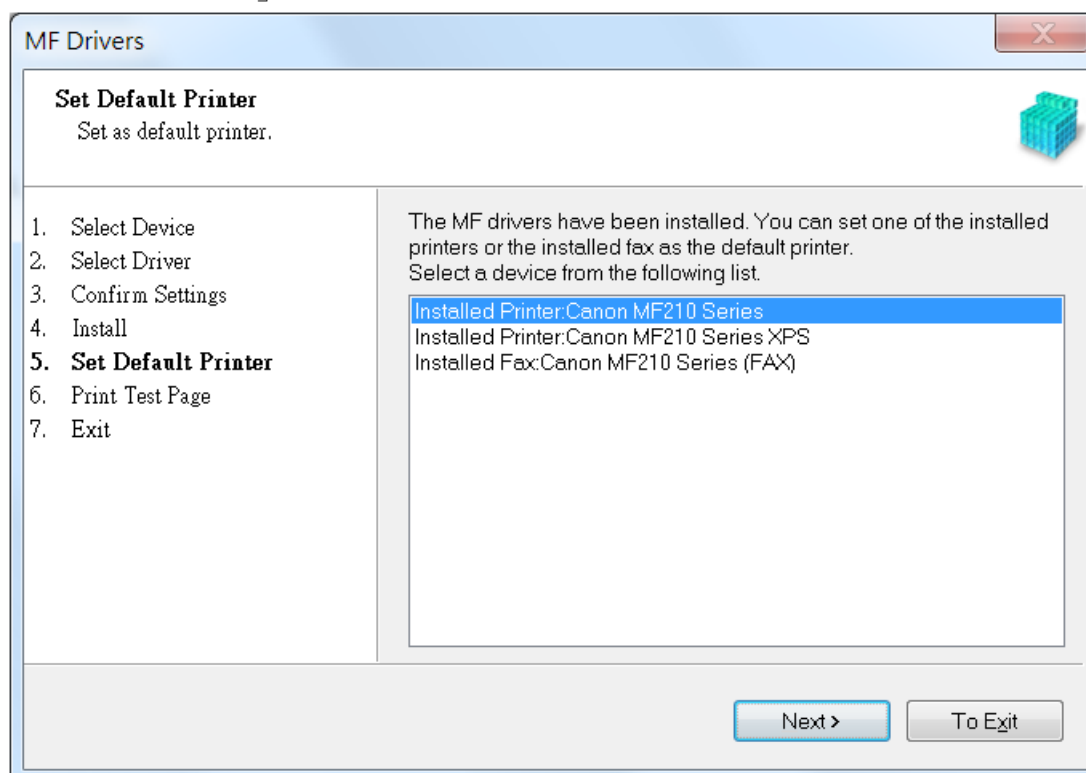 MF Drivers
Set Default Printer
Set as default printer.
1. Select Device
2. Select Driver
3. Confirm Settings
4. Install
5. Set Default Printer
6. Print Test Page
7. Exit
The MF drivers have been installed. You can set one of the installed
printers or the installed fax as the default printer.
Select a device from the following list.
Installed Printer:Canon MF210 Series
Installed Printer:Canon MF210 Series XPS
Installed Fax:Canon MF210 Series (FAX)
Next >
To Exit